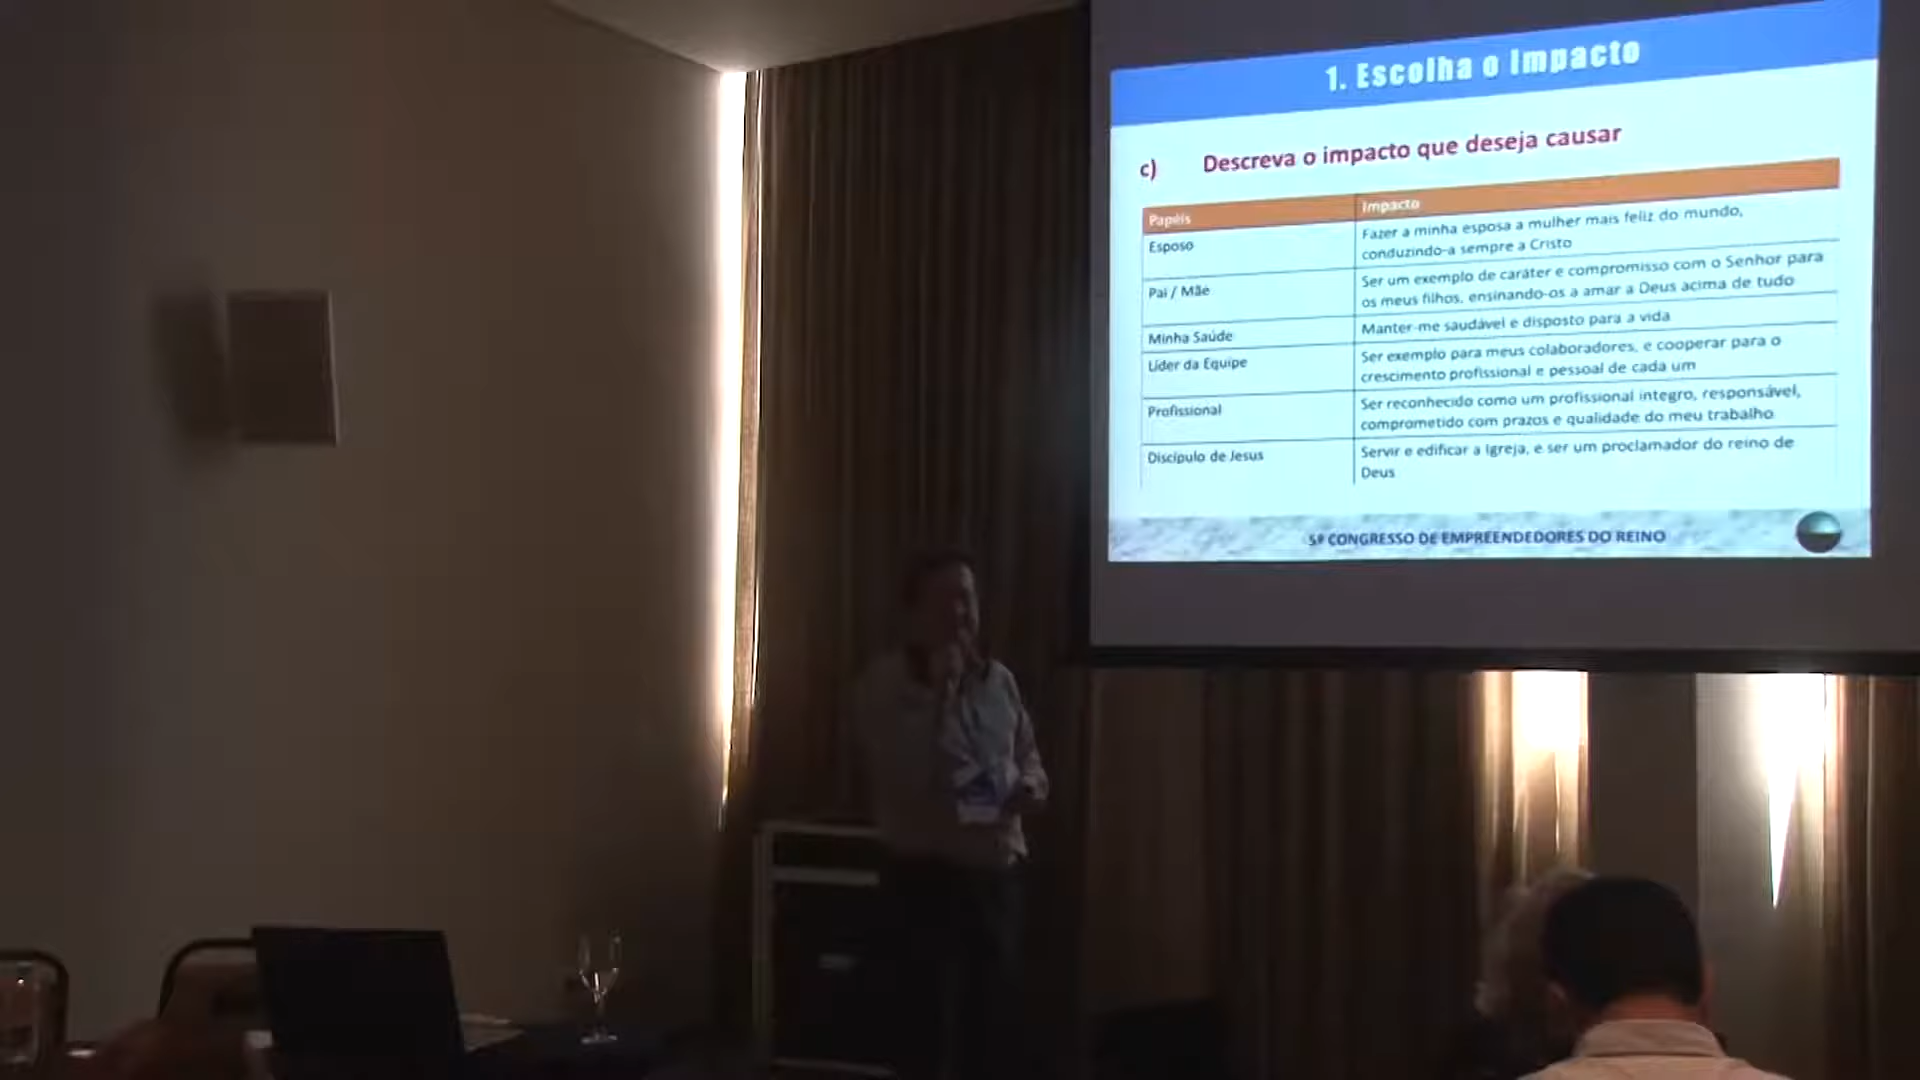 1. Escolha o Impacto
c) Descreva o impacto que deseja causar
Papéis
Impacto
Esposo
Fazer a minha esposa a mulher mais feliz do mundo,
conduzindo-a sempre a Cristo
Pai / Mãe
Ser um exemplo de caráter e compromisso com o Senhor para
os meus filhos, ensinando-os a amar a Deus acima de tudo
Minha Saúde
Manter-me saudável e disposto para a vida
Líder da Equipe
Ser exemplo para meus colaboradores, e cooperar para o
crescimento profissional e pessoal de cada um
Profissional
Ser reconhecido como um profissional integro, responsável,
comprometido com prazos e qualidade do meu trabalho
Discípulo de Jesus
Servir e edificar a Igreja, e ser um proclamador do reino de
Deus
5º CONGRESSO DE EMPREENDEDORES DO REINO